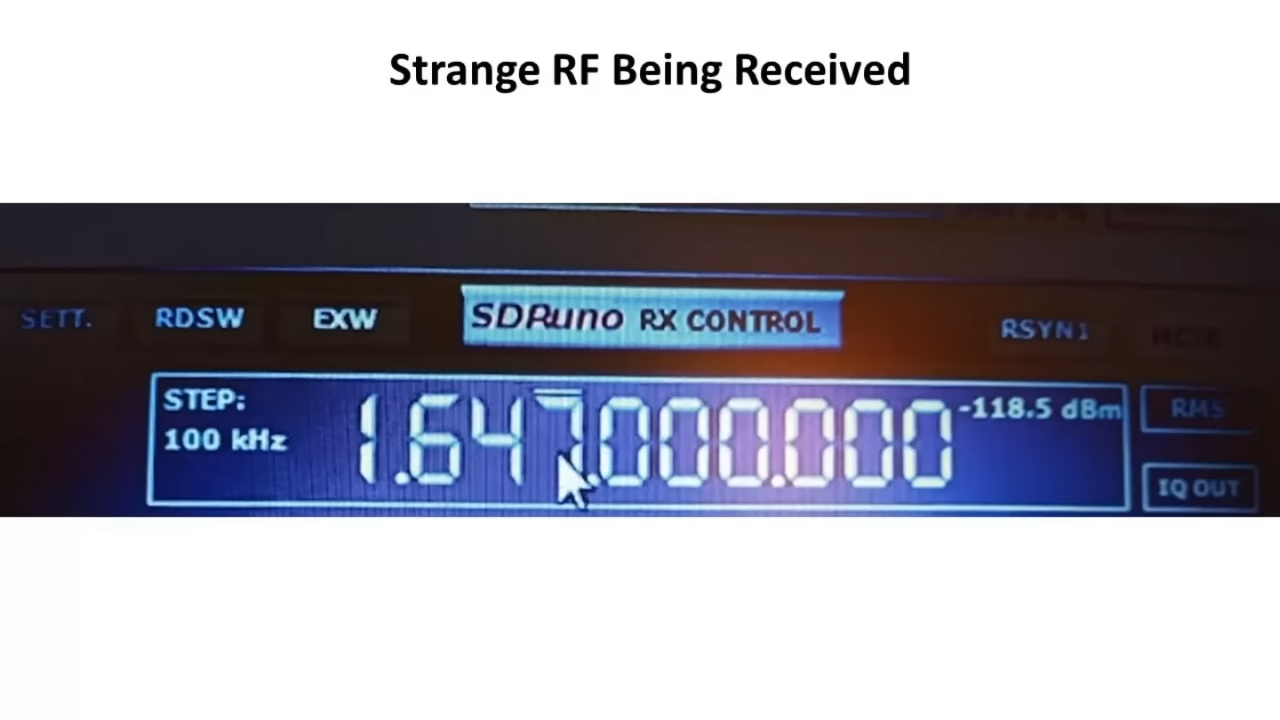 Strange RF Being Received
SETT. RDSW EXW SDRuno RX CONTROL RSYN1
STEP:
100 kHz
1.647.000.000
-118.5 dBm
RMS
IQ OUT